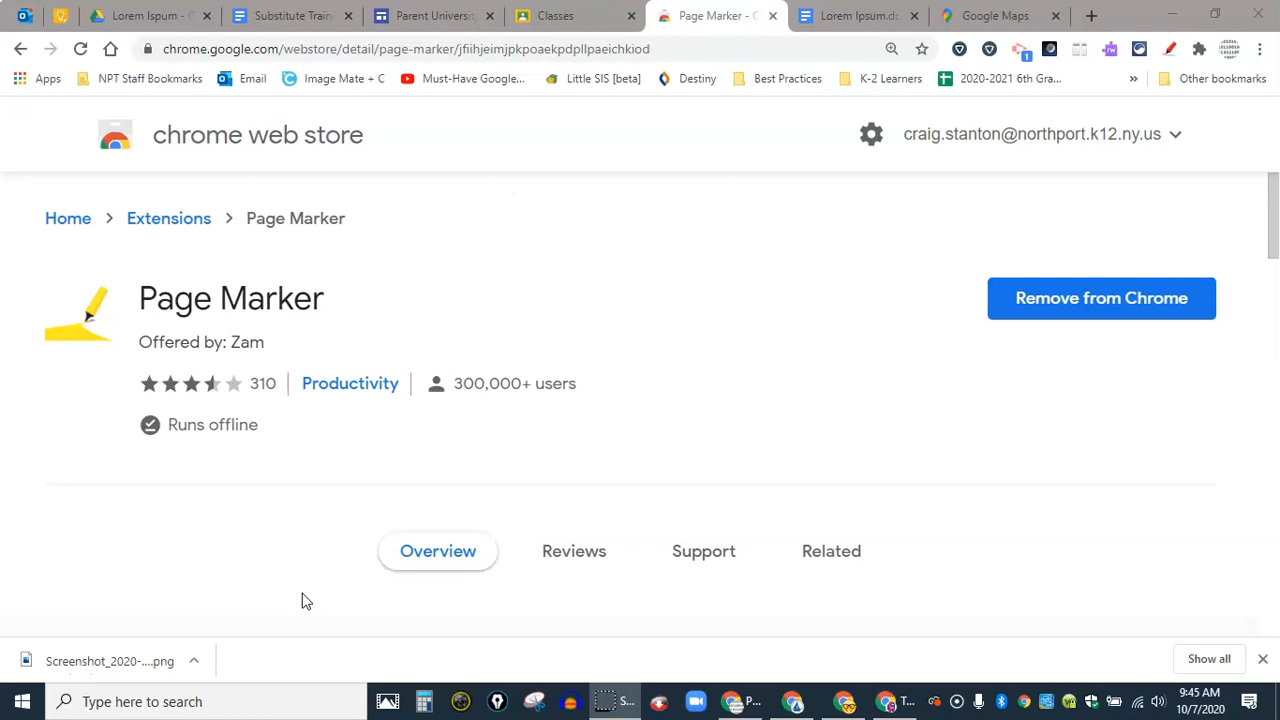 Lorem Ipsum - G
Substitute Traini
Parent University
Classes
Page Marker - C
Lorem Ipsum.do
Google Maps
chrome.google.com/webstore/detail/page-marker/jfiihjeimjpkpoaekpdpllpaeichkiod
Apps
NPT Staff Bookmarks
Email
Image Mate + C
Must-Have Google...
Little SIS [beta]
Destiny
Best Practices
K-2 Learners
2020-2021 6th Gra...
»
Other bookmarks
chrome web store
craig.stanton@northport.k12.ny.us
Home > Extensions > Page Marker
Page Marker
Remove from Chrome
Offered by: Zam
310
Productivity
300,000+ users
Runs offline
Overview
Reviews
Support
Related
Screenshot_2020-....png
Show all
Type here to search
S...
P...
T...
9:45 AM
10/7/2020